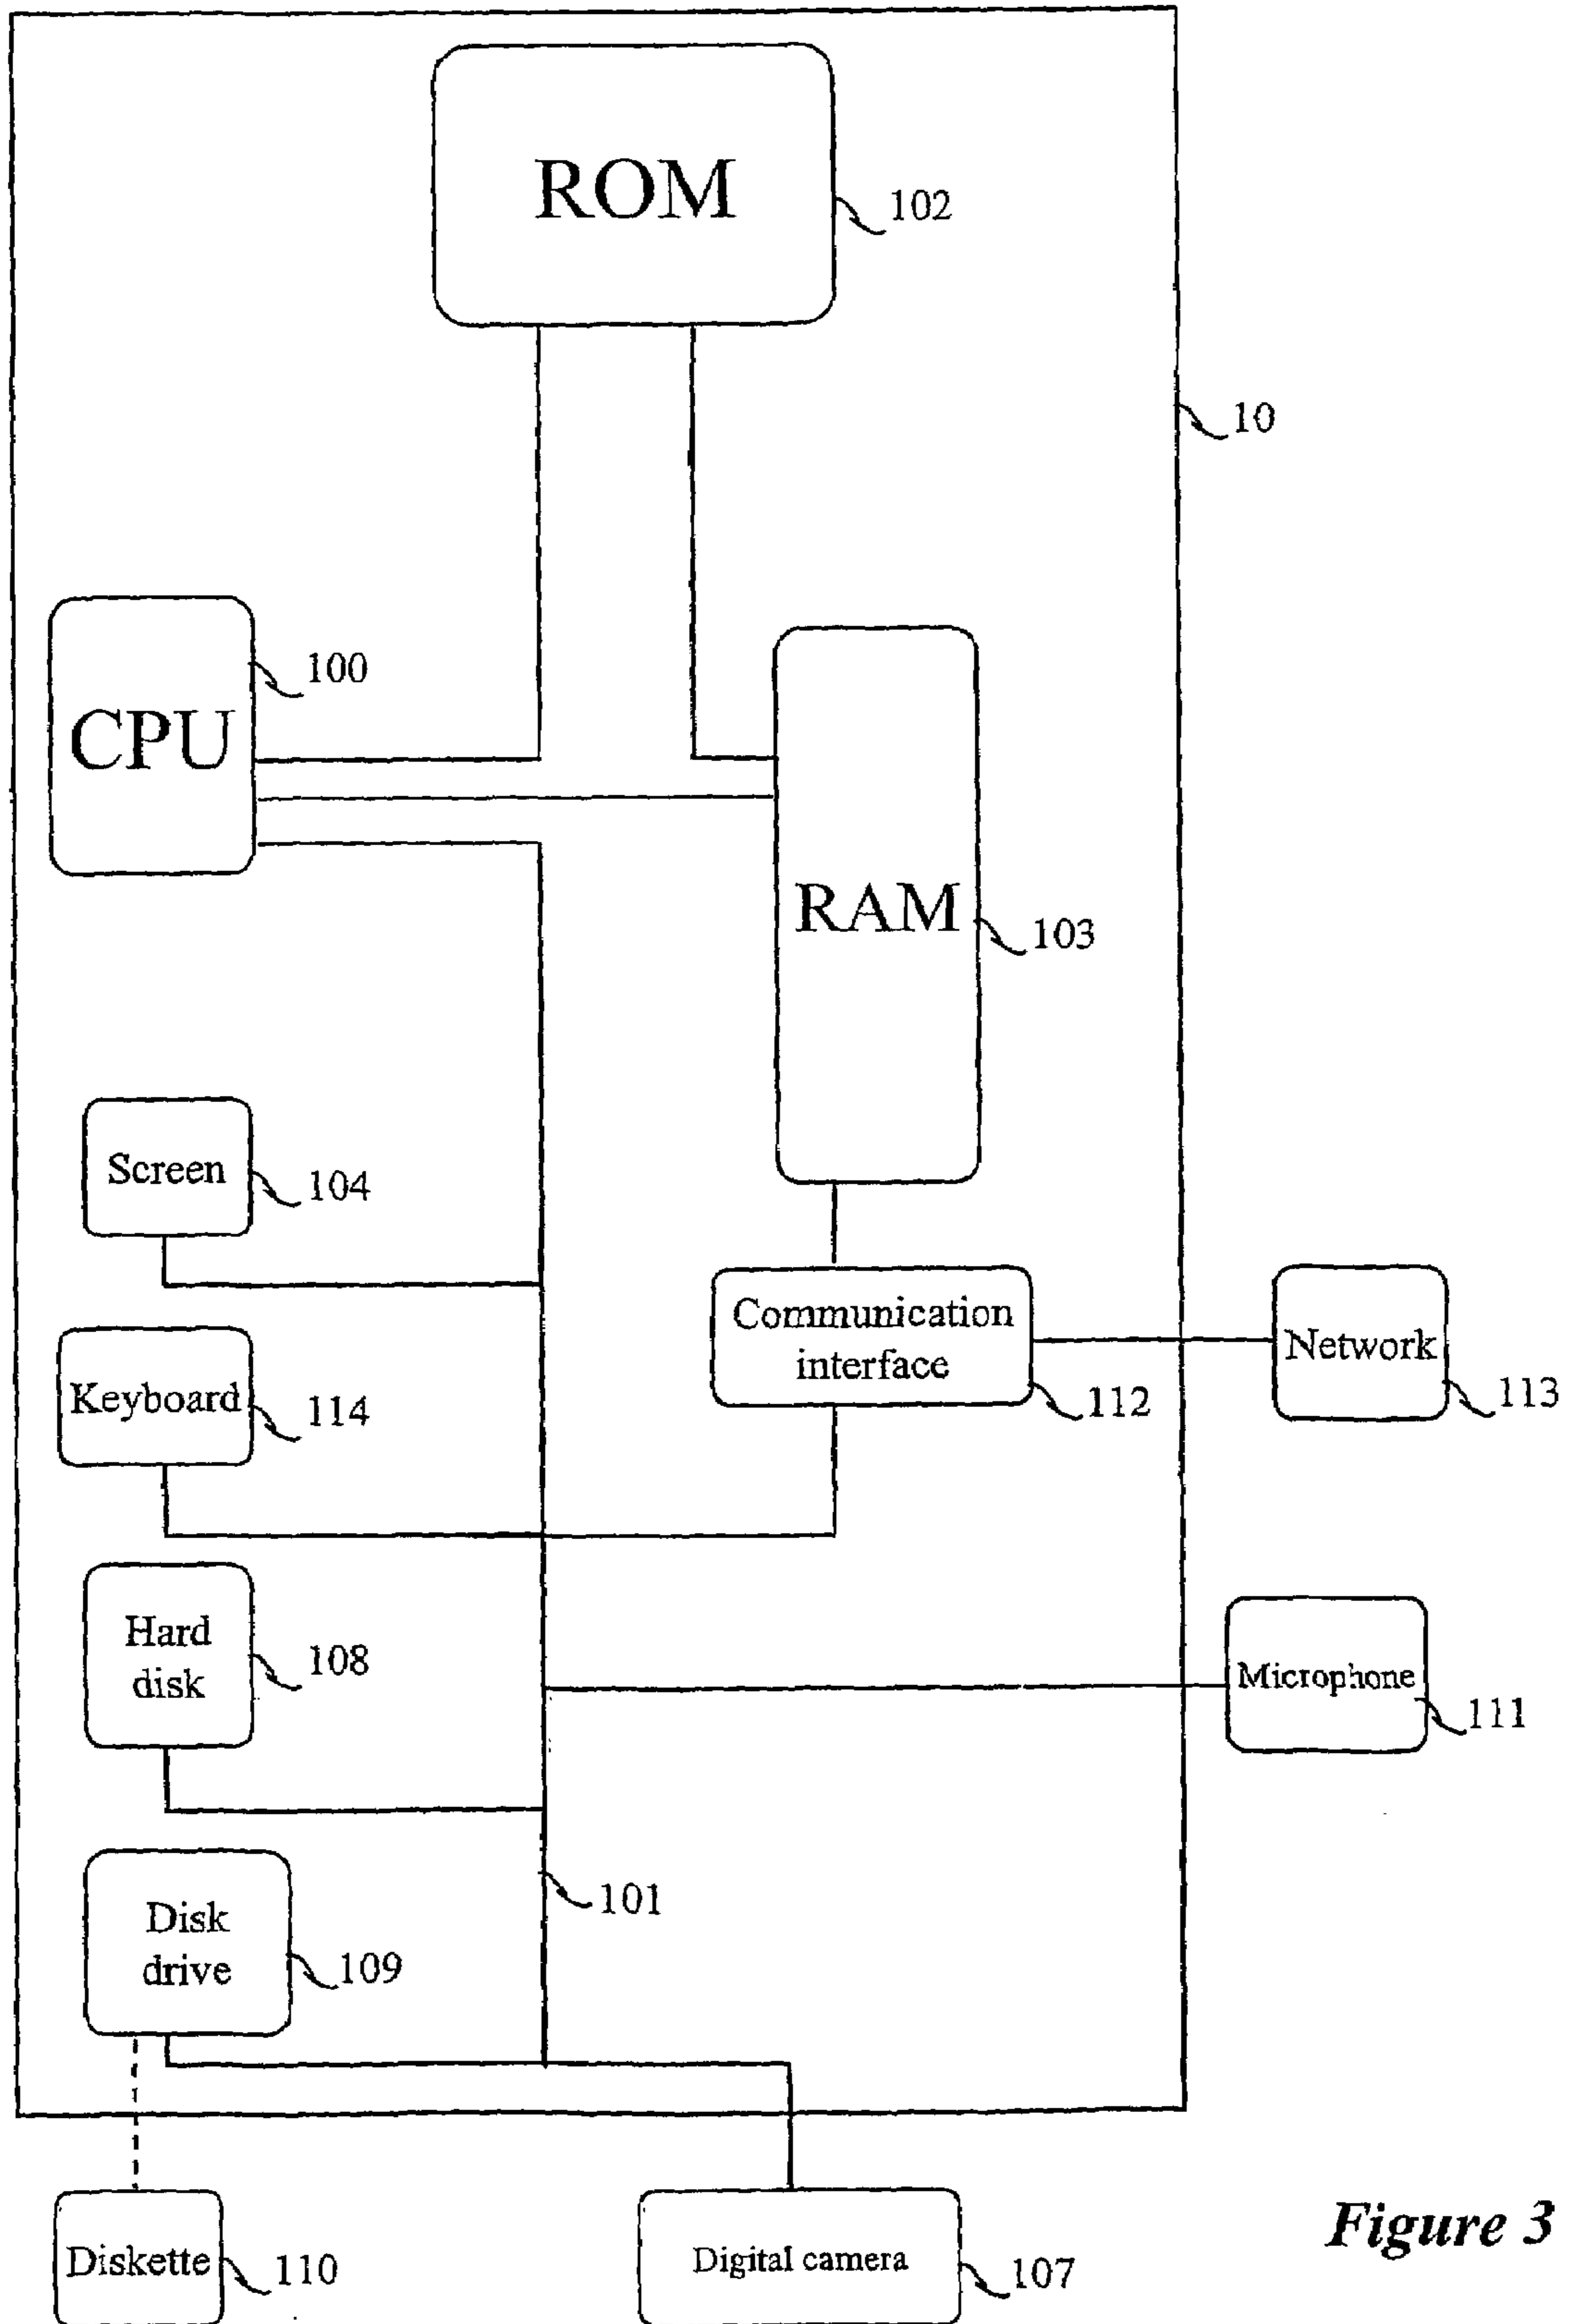 ROM
102
10
100
CPU
RAM
103
Screen
104
Communication
interface
112
Network
113
Keyboard
114
Hard
disk
108
Microphone
111
101
Disk
drive
109
Diskette
110
Digital camera
107
Figure 3